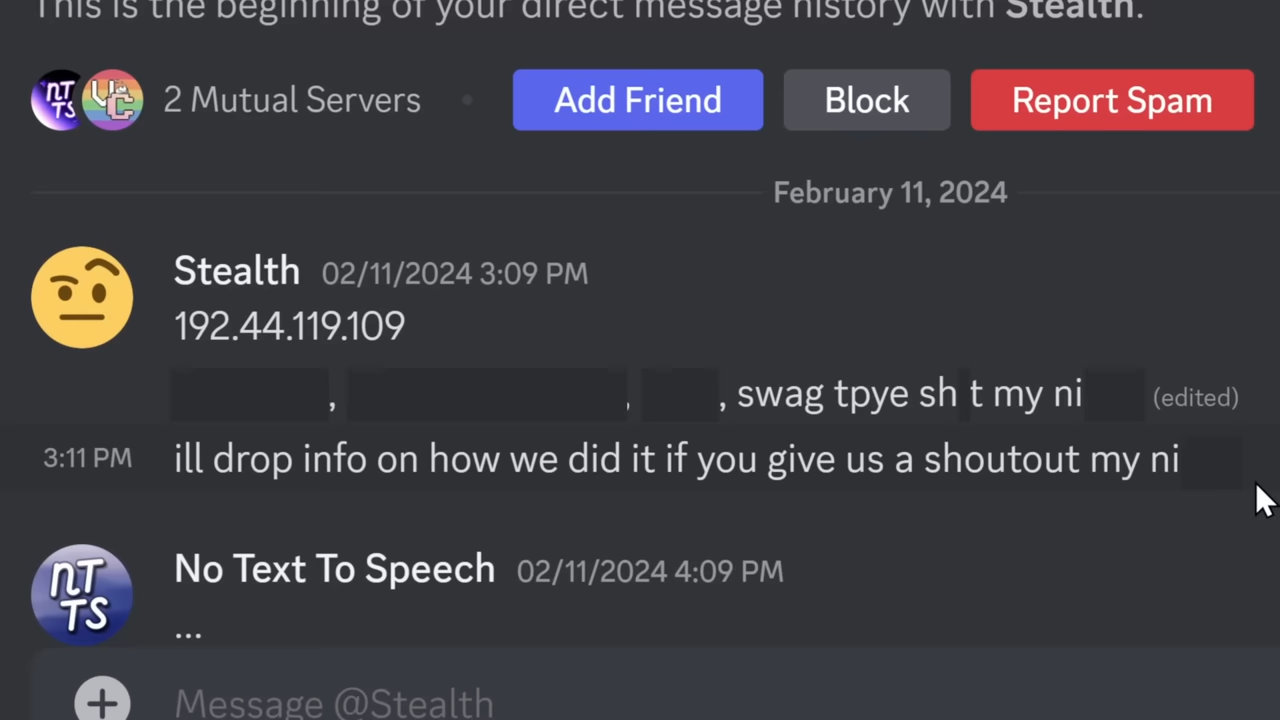 This is the beginning of your direct message history with Stealth.
nTTS UC 2 Mutual Servers • Add Friend Block Report Spam
February 11, 2024
Stealth 02/11/2024 3:09 PM
192.44.119.109
, , , swag tpye sh t my ni (edited)
3:11 PM ill drop info on how we did it if you give us a shoutout my ni
No Text To Speech 02/11/2024 4:09 PM
nTTS ...
Message @Stealth